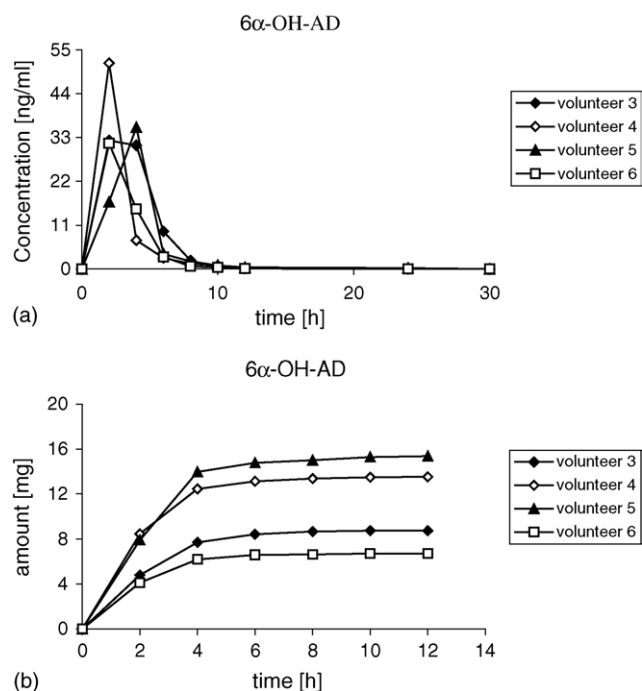 6α-OH-AD
Concentration [ng/ml]
55
44
33
22
11
0
0
10
20
30
time [h]
volunteer 3
volunteer 4
volunteer 5
volunteer 6
(a)
6α-OH-AD
amount [mg]
20
16
12
8
4
0
0
2
4
6
8
10
12
14
time [h]
volunteer 3
volunteer 4
volunteer 5
volunteer 6
(b)